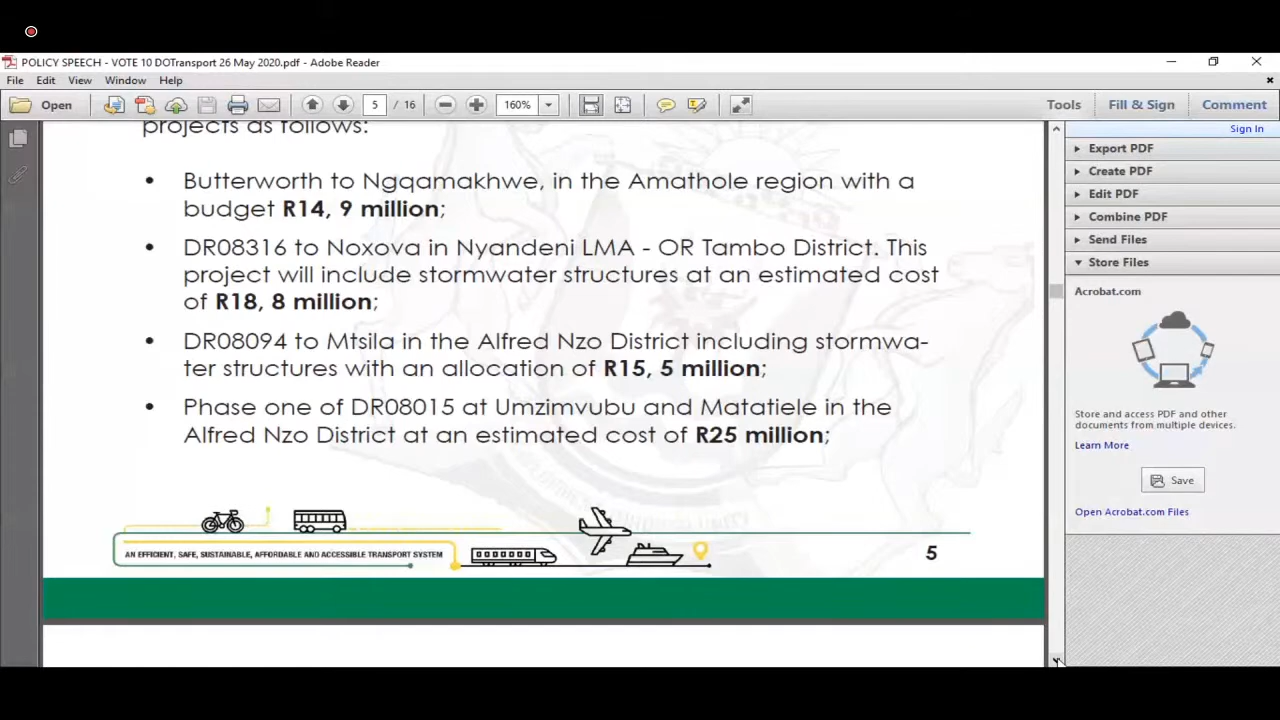 POLICY SPEECH - VOTE 10 DOTransport 26 May 2020.pdf - Adobe Reader
File Edit View Window Help
Open 5 / 16 160% Tools Fill & Sign Comment
Sign In
projects as follows:
• Butterworth to Ngqamakhwe, in the Amathole region with a
budget R14, 9 million;
• DR08316 to Noxova in Nyandeni LMA - OR Tambo District. This
project will include stormwater structures at an estimated cost
of R18, 8 million;
• DR08094 to Mtsila in the Alfred Nzo District including stormwa-
ter structures with an allocation of R15, 5 million;
• Phase one of DR08015 at Umzimvubu and Matatiele in the
Alfred Nzo District at an estimated cost of R25 million;
AN EFFICIENT, SAFE, SUSTAINABLE, AFFORDABLE AND ACCESSIBLE TRANSPORT SYSTEM
5
Export PDF
Create PDF
Edit PDF
Combine PDF
Send Files
Store Files
Acrobat.com
Store and access PDF and other
documents from multiple devices.
Learn More
Save
Open Acrobat.com Files